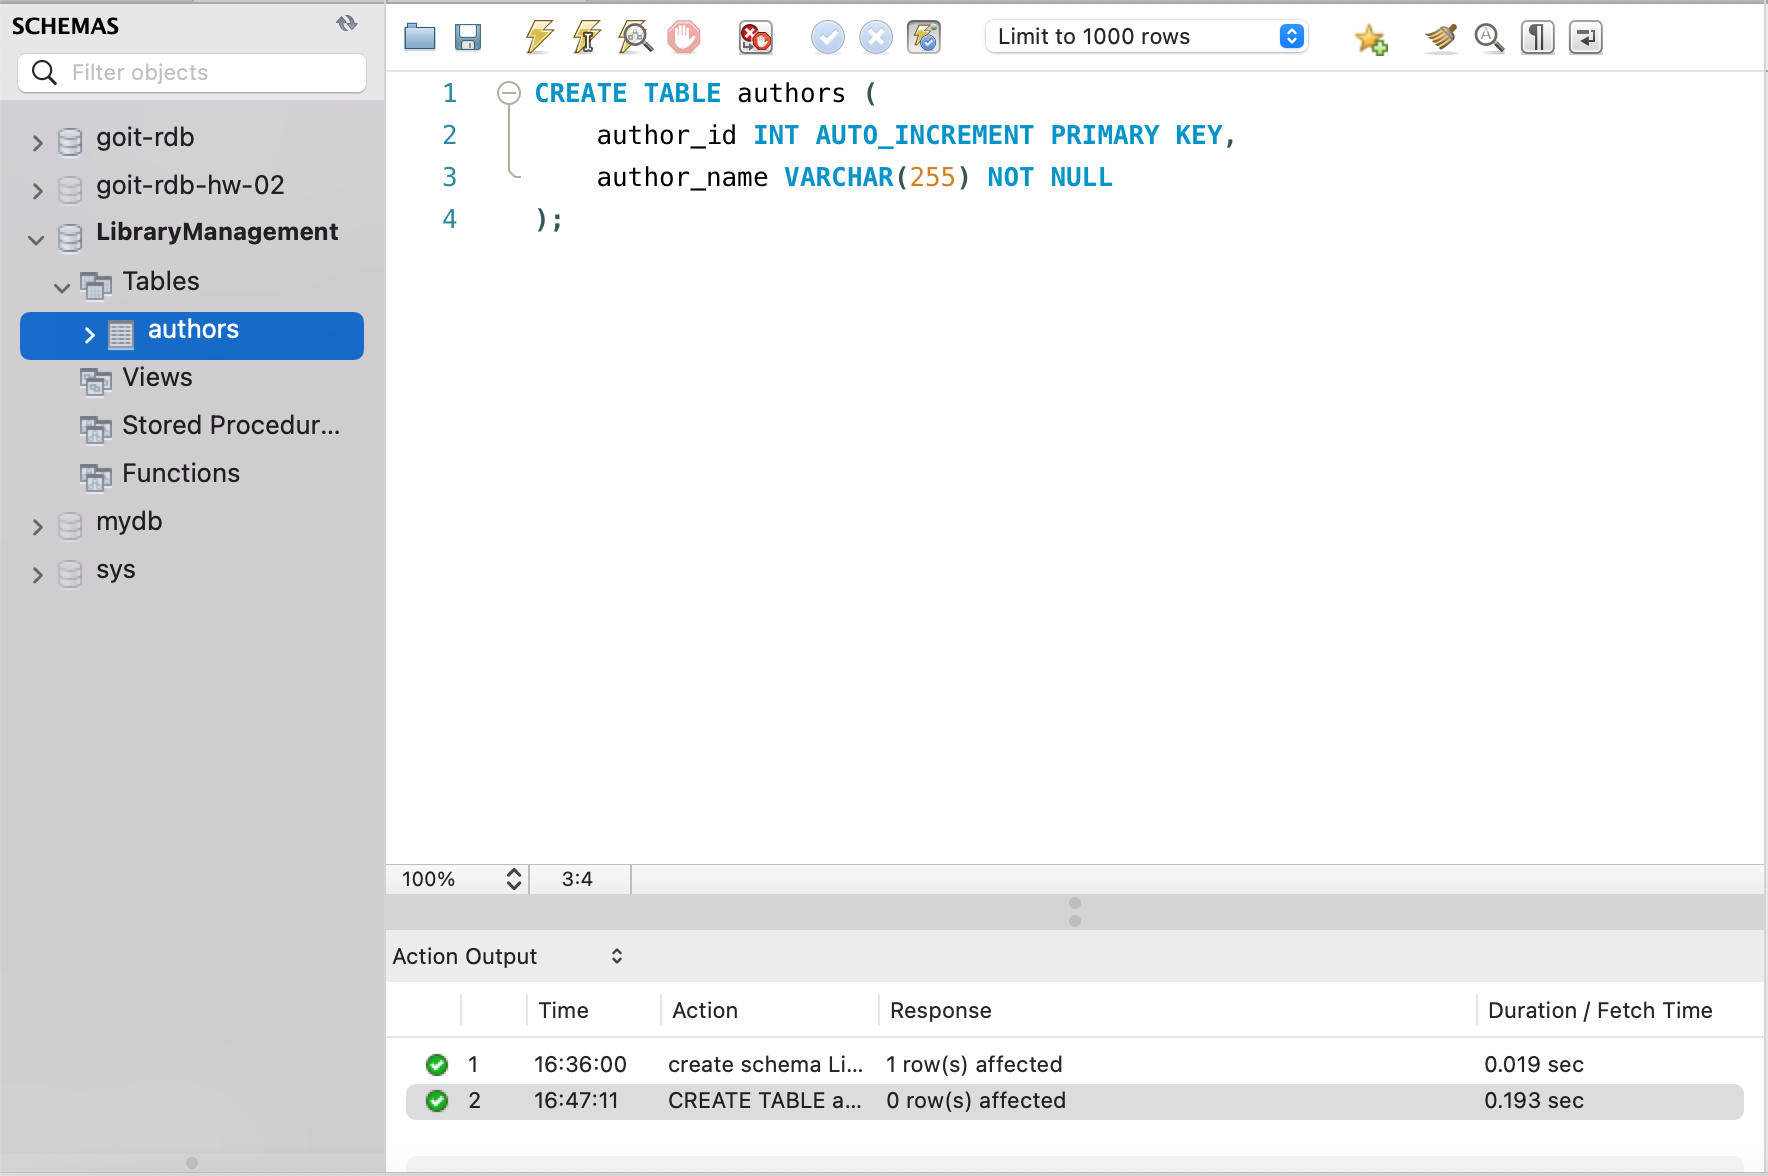 SCHEMAS
Filter objects
goit-rdb
goit-rdb-hw-02
LibraryManagement
Tables
authors
Views
Stored Procedur...
Functions
mydb
sys
Limit to 1000 rows
1 CREATE TABLE authors (
2 author_id INT AUTO_INCREMENT PRIMARY KEY,
3 author_name VARCHAR(255) NOT NULL
4 );
100% 3:4
Action Output
Time Action Response Duration / Fetch Time
1 16:36:00 create schema Li... 1 row(s) affected 0.019 sec
2 16:47:11 CREATE TABLE a... 0 row(s) affected 0.193 sec